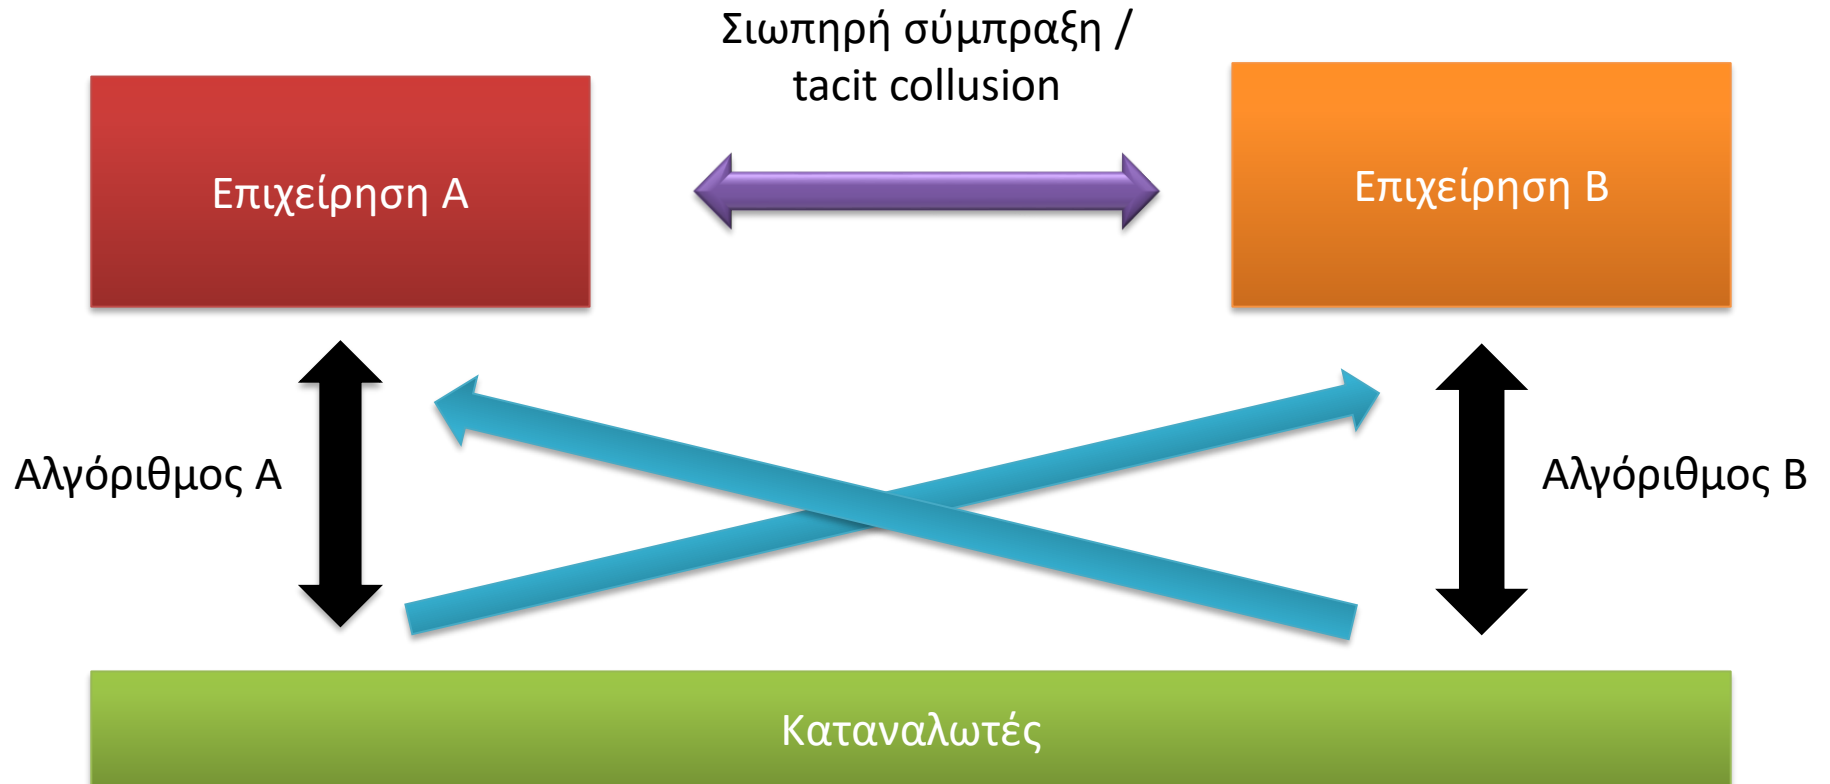 Σιωπηρή σύμπραξη /
tacit collusion
Επιχείρηση Α
Επιχείρηση Β
Αλγόριθμος Α
Αλγόριθμος Β
Καταναλωτές